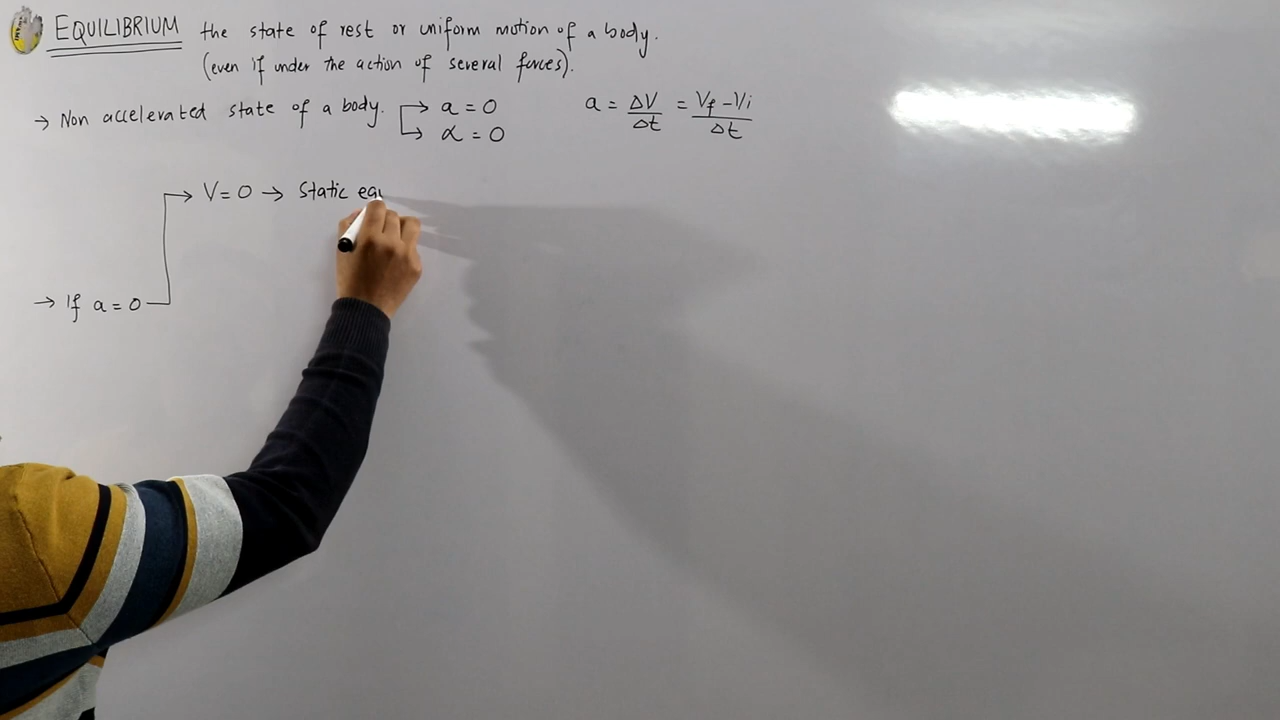 EQUILIBRIUM the state of rest or uniform motion of a body.
(even if under the action of several forces).
→ Non accelerated state of a body. → a = 0
→ α = 0
a = ΔV/Δt = Vf - Vi/Δt
→ V = 0 → Static equ
→ If a = 0